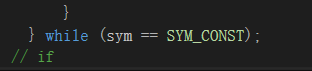 }
} while (sym == SYM_CONST);
// if